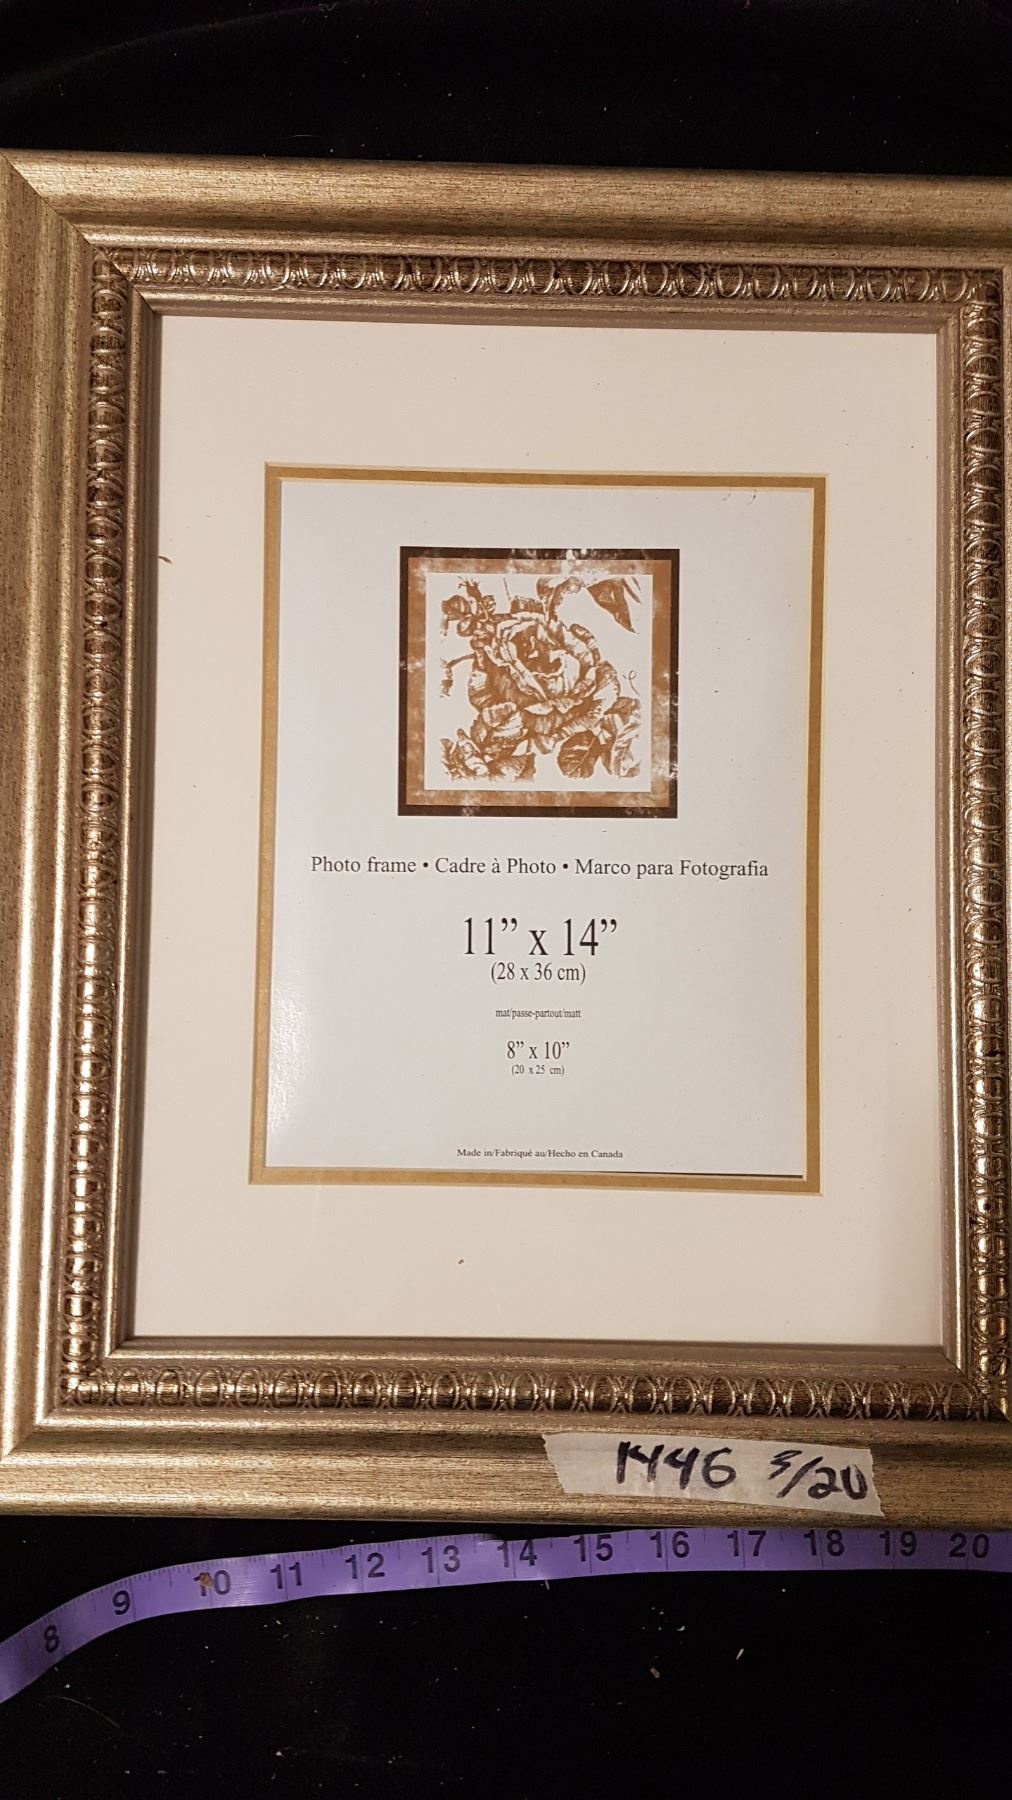 Photo frame • Cadre à Photo • Marco para Fotografia
11” x 14”
(28 x 36 cm)
mat/passe-partout/matt
8” x 10”
(20 x 25 cm)
Made in/Fabriqué au/Hecho en Canada
1446 5/20
8 9 10 11 12 13 14 15 16 17 18 19 20